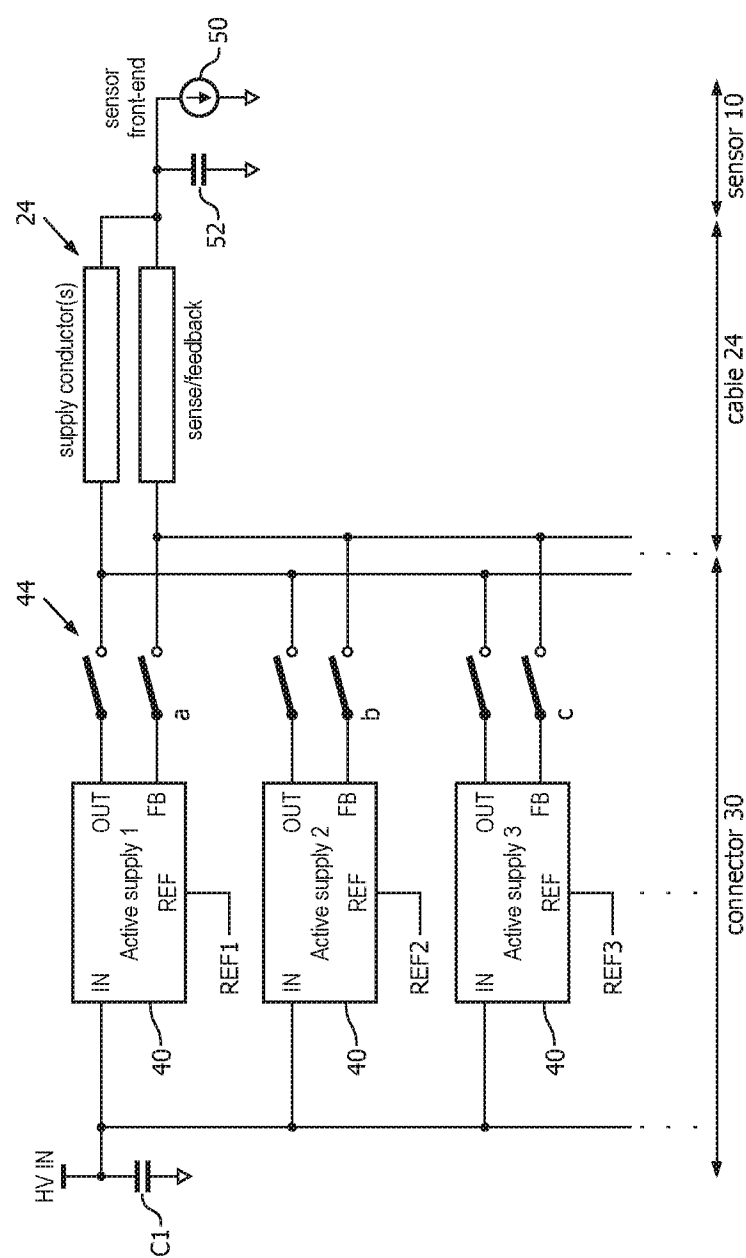 HV IN
C1
IN
OUT
Active supply 1
REF
FB
40
REF1
a
44
IN
OUT
Active supply 2
REF
FB
40
REF2
b
IN
OUT
Active supply 3
REF
FB
40
REF3
c
24
supply conductor(s)
sense/feedback
sensor
front-end
50
52
connector 30
cable 24
sensor 10